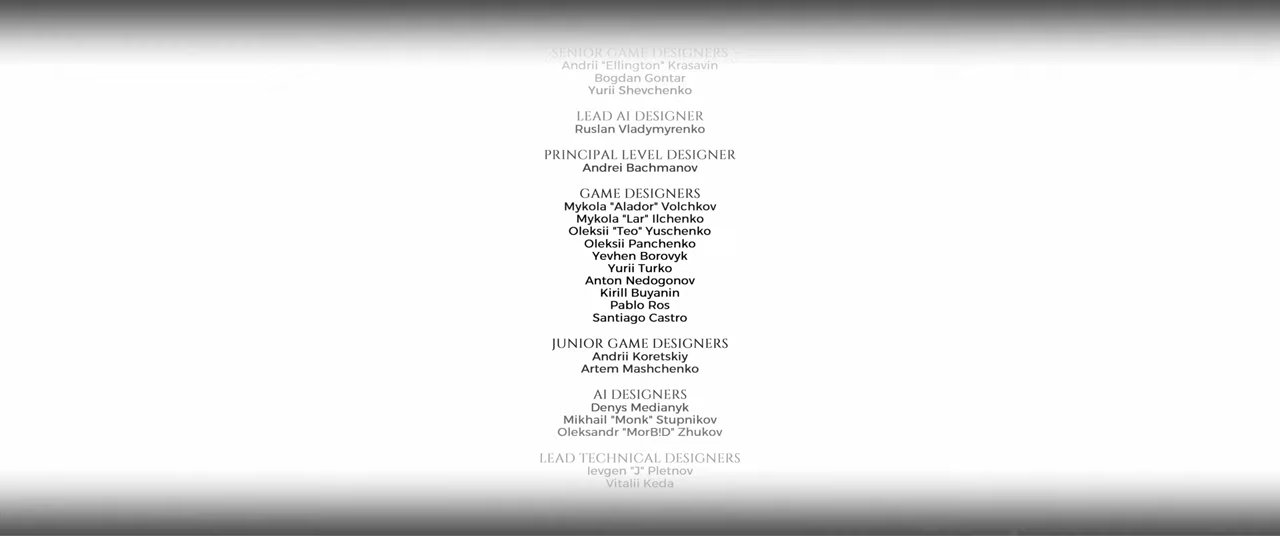 SENIOR GAME DESIGNERS
Andrii "Ellington" Krasavin
Bogdan Gontar
Yurii Shevchenko
LEAD AI DESIGNER
Ruslan Vladymyrenko
PRINCIPAL LEVEL DESIGNER
Andrei Bachmanov
GAME DESIGNERS
Mykola "Alador" Volchkov
Mykola "Lar" Ilchenko
Oleksii "Teo" Yuschenko
Oleksii Panchenko
Yevhen Borovyk
Yurii Turko
Anton Nedogonov
Kirill Buyanin
Pablo Ros
Santiago Castro
JUNIOR GAME DESIGNERS
Andrii Koretskiy
Artem Mashchenko
AI DESIGNERS
Denys Medianyk
Mikhail "Monk" Stupnikov
Oleksandr "MorB!D" Zhukov
LEAD TECHNICAL DESIGNERS
Ievgen "J" Pletnov
Vitalii Keda